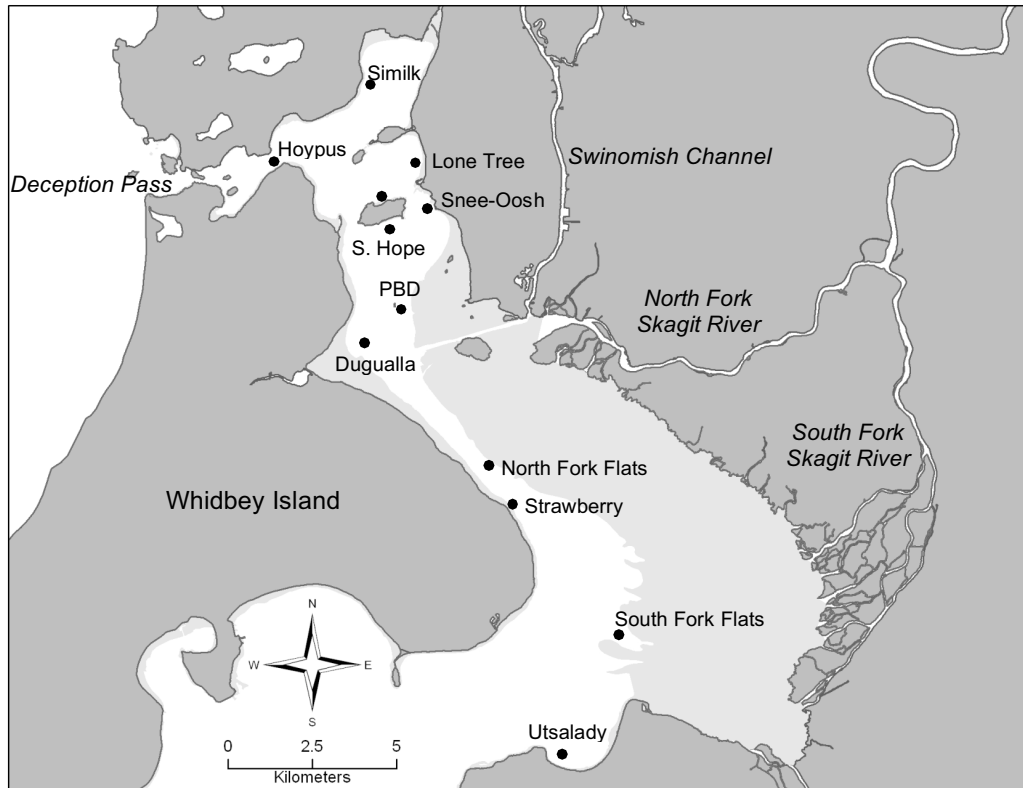 Similk
Hoypus
Lone Tree
Swinomish Channel
Deception Pass
Snee-Oosh
S. Hope
PBD
North Fork
Skagit River
Dugualla
South Fork
Skagit River
North Fork Flats
Whidbey Island
Strawberry
N
W
E
S
South Fork Flats
Utsalady
0 2.5 5
Kilometers